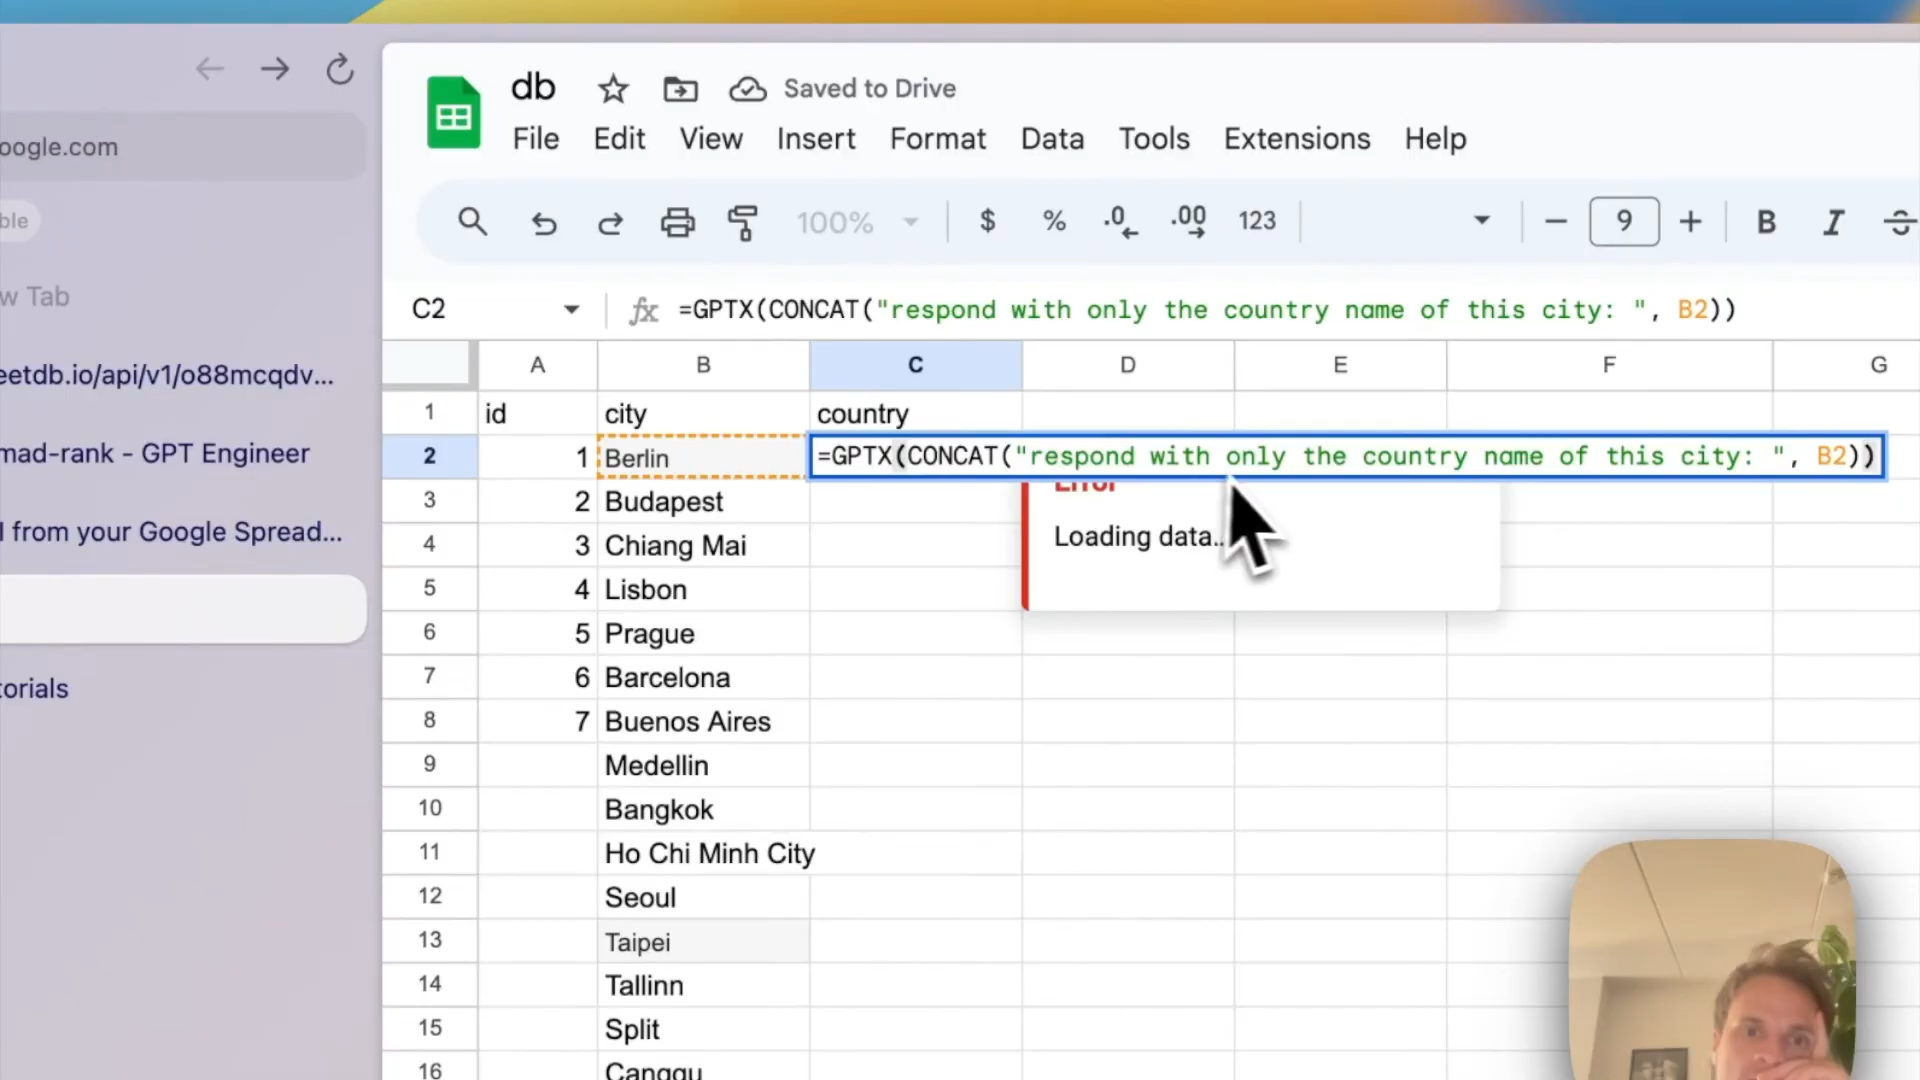 db Saved to Drive
File Edit View Insert Format Data Tools Extensions Help
oogle.com
ble
100% $ % .0 .00 123 9 B I S
w Tab
C2 fx =GPTX(CONCAT("respond with only the country name of this city: ", B2))
eetdb.io/api/v1/o88mcqdv...
A B C D E F G
1 id city country
mad-rank - GPT Engineer
2 1 Berlin =GPTX(CONCAT("respond with only the country name of this city: ", B2))
Error
3 2 Budapest
l from your Google Spread...
Loading data..
4 3 Chiang Mai
5 4 Lisbon
6 5 Prague
7 6 Barcelona
torials
8 7 Buenos Aires
9 Medellin
10 Bangkok
11 Ho Chi Minh City
12 Seoul
13 Taipei
14 Tallinn
15 Split
16 Canggu